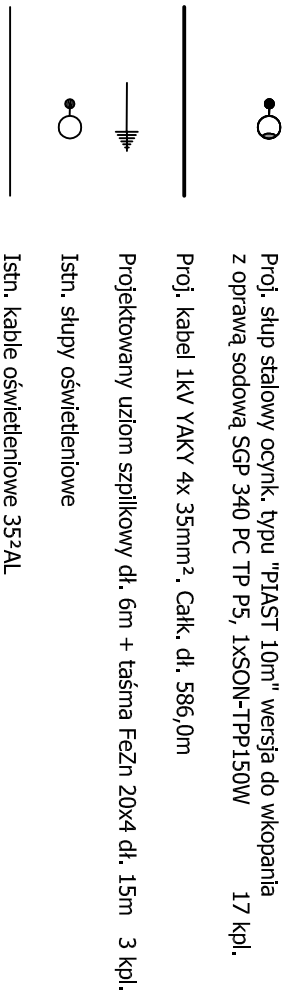 Proj. słup stalowy ocynk. typu "PIAST 10m" wersja do wkopania
z oprawą sodową SGP 340 PC TP P5, 1xSON-TPP150W 17 kpl.
Proj. kabel 1kV YAKY 4x 35mm². Całk. dł. 586,0m
Projektowany uziom szpilkowy dł. 6m + taśma FeZn 20x4 dł. 15m 3 kpl.
Istn. słupy oświetleniowe
Istn. kable oświetleniowe 35²AL